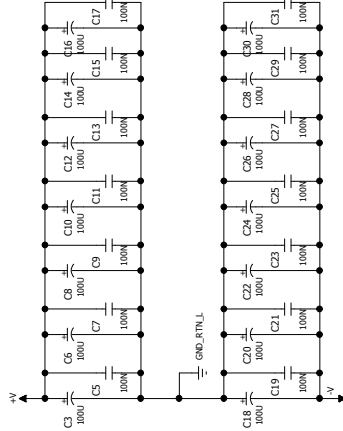 +V
C3
100U
C5
100N
C6
100U
C7
100N
C8
100U
C9
100N
C10
100U
C11
100N
C12
100U
C13
100N
C14
100U
C15
100N
C16
100U
C17
100N
GND_RTN_L
C18
100U
C19
100N
C20
100U
C21
100N
C22
100U
C23
100N
C24
100U
C25
100N
C26
100U
C27
100N
C28
100U
C29
100N
C30
100U
C31
100N
-V